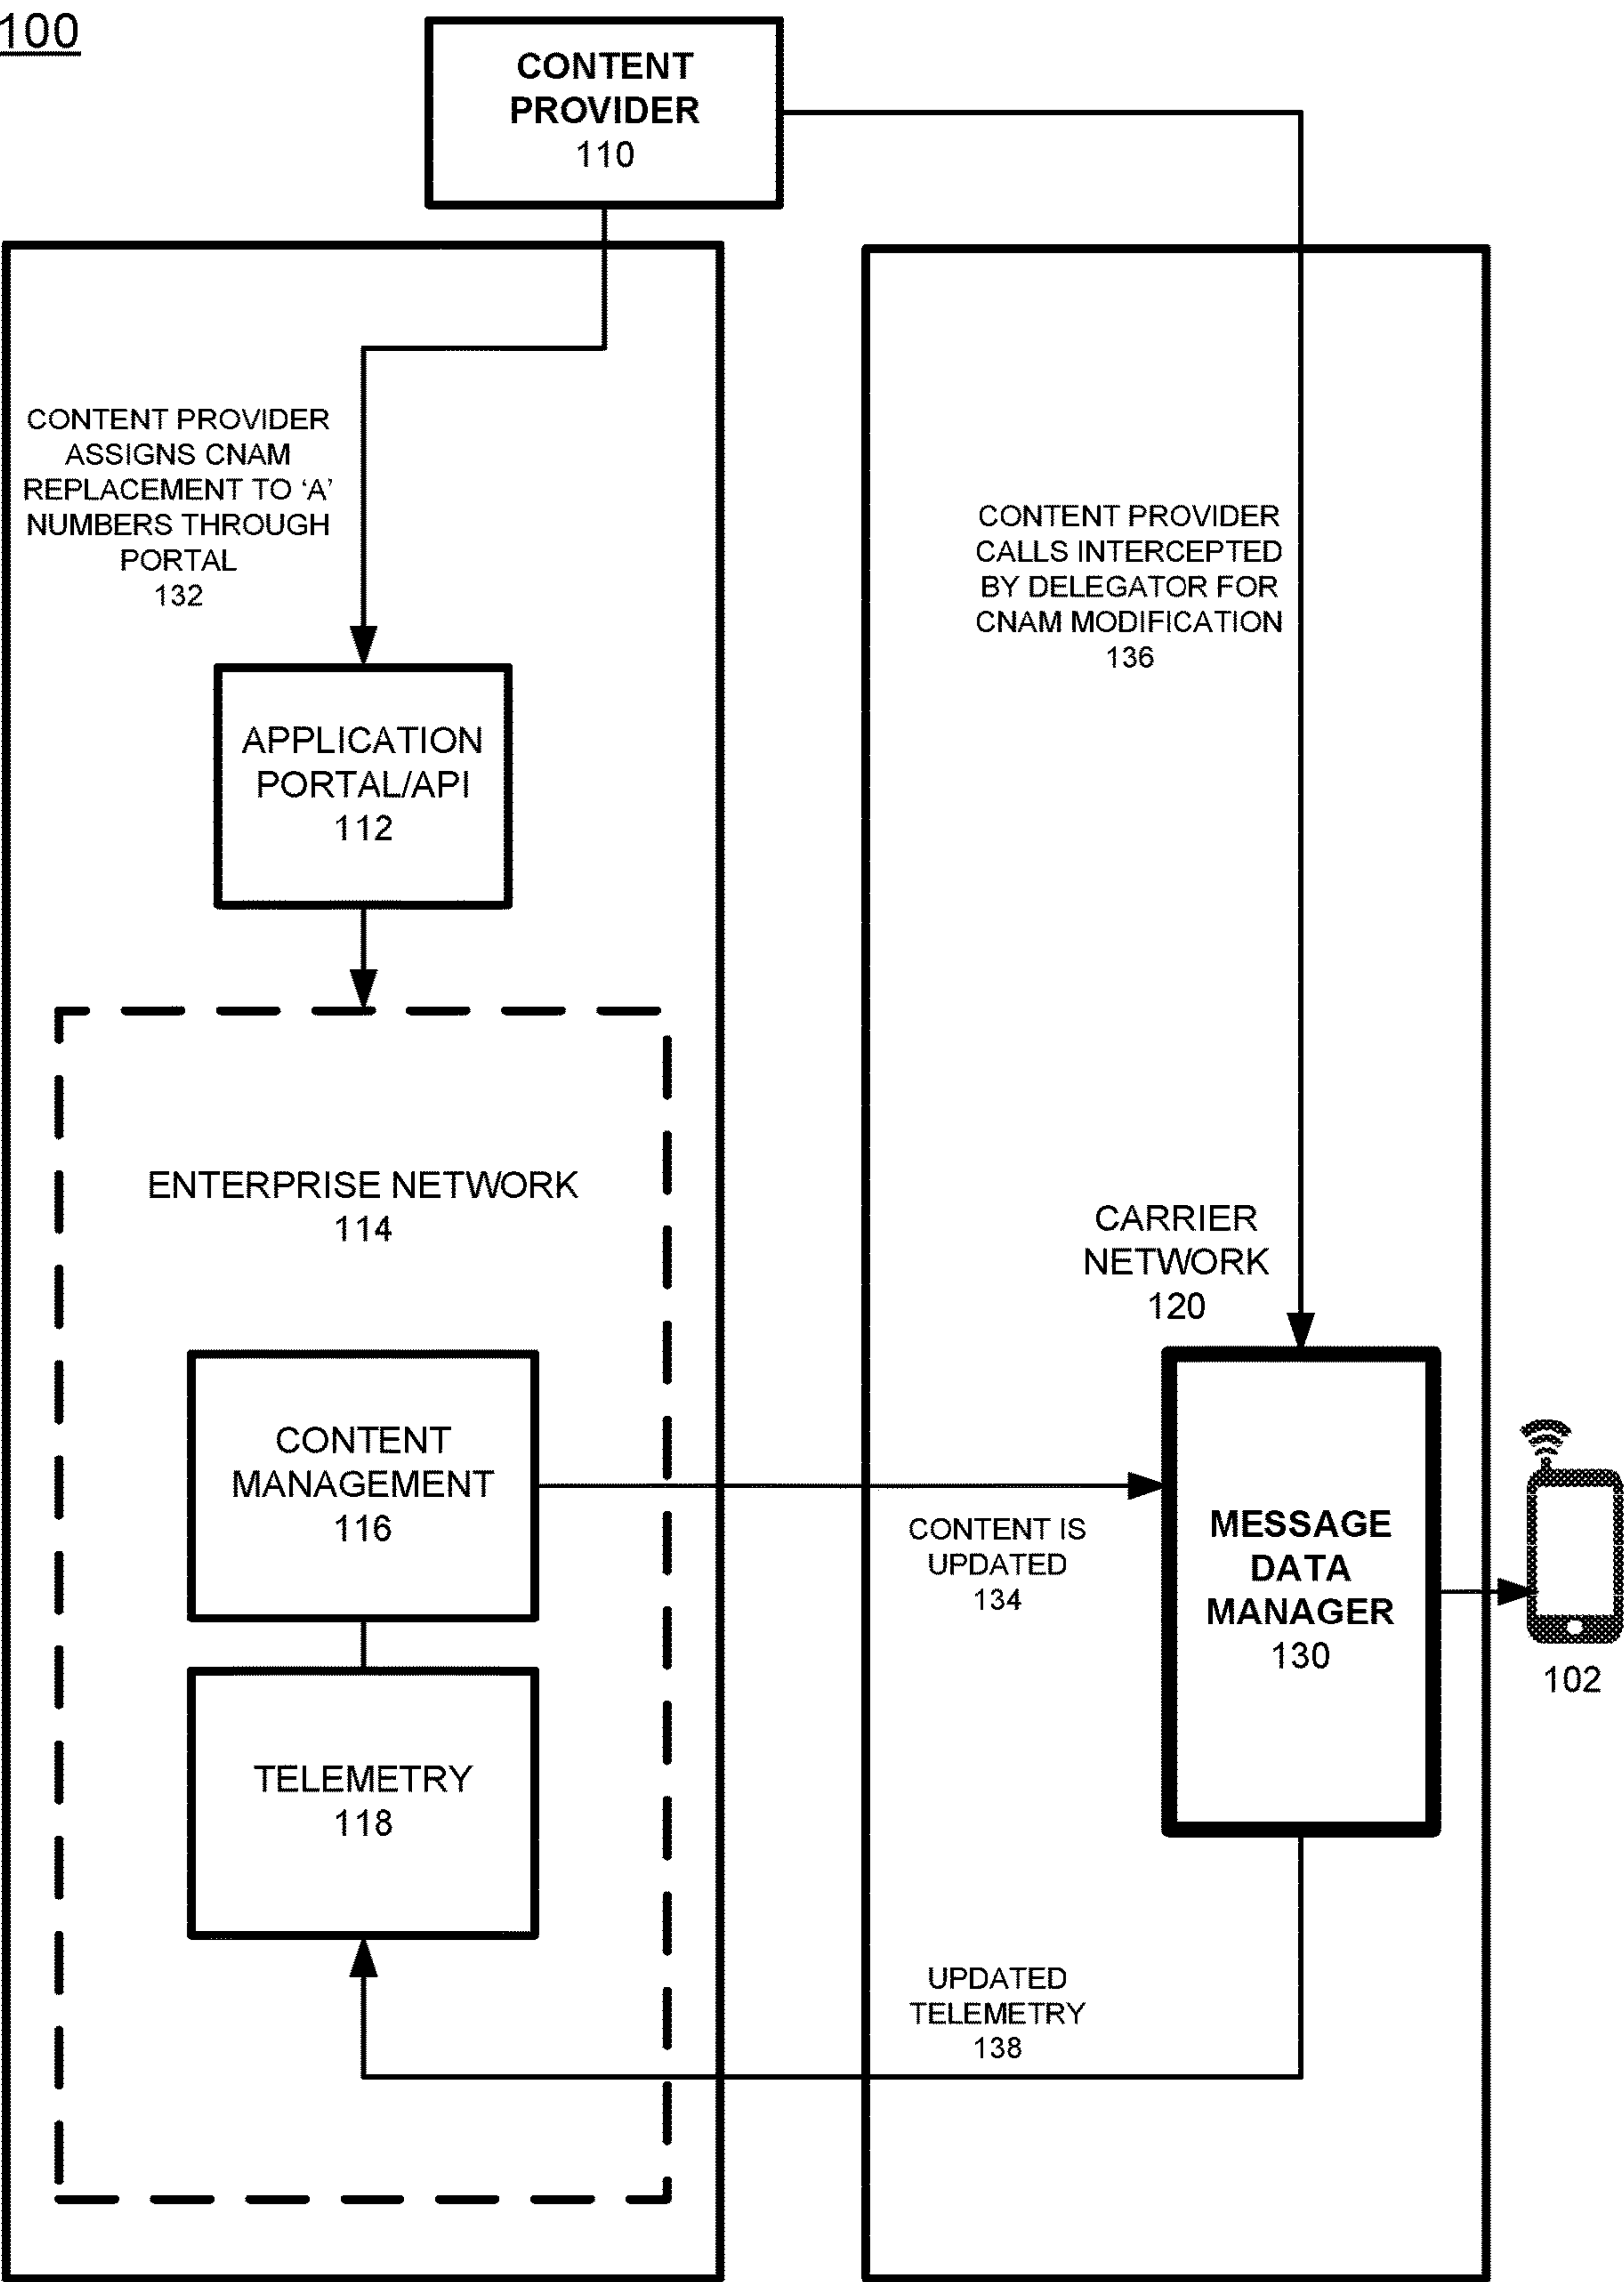 100
CONTENT
PROVIDER
110
CONTENT PROVIDER
ASSIGNS CNAM
REPLACEMENT TO ‘A’
NUMBERS THROUGH
PORTAL
132
CONTENT PROVIDER
CALLS INTERCEPTED
BY DELEGATOR FOR
CNAM MODIFICATION
136
APPLICATION
PORTAL/API
112
ENTERPRISE NETWORK
114
CARRIER
NETWORK
120
CONTENT
MANAGEMENT
116
CONTENT IS
UPDATED
134
MESSAGE
DATA
MANAGER
130
102
TELEMETRY
118
UPDATED
TELEMETRY
138